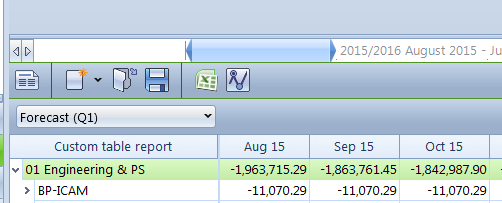 2015/2016 August 2015 - Ju
Forecast (Q1)
Custom table report Aug 15 Sep 15 Oct 15
01 Engineering & PS -1,963,715.29 -1,863,761.45 -1,842,987.90
BP-ICAM -11,070.29 -11,070.29 -11,070.29